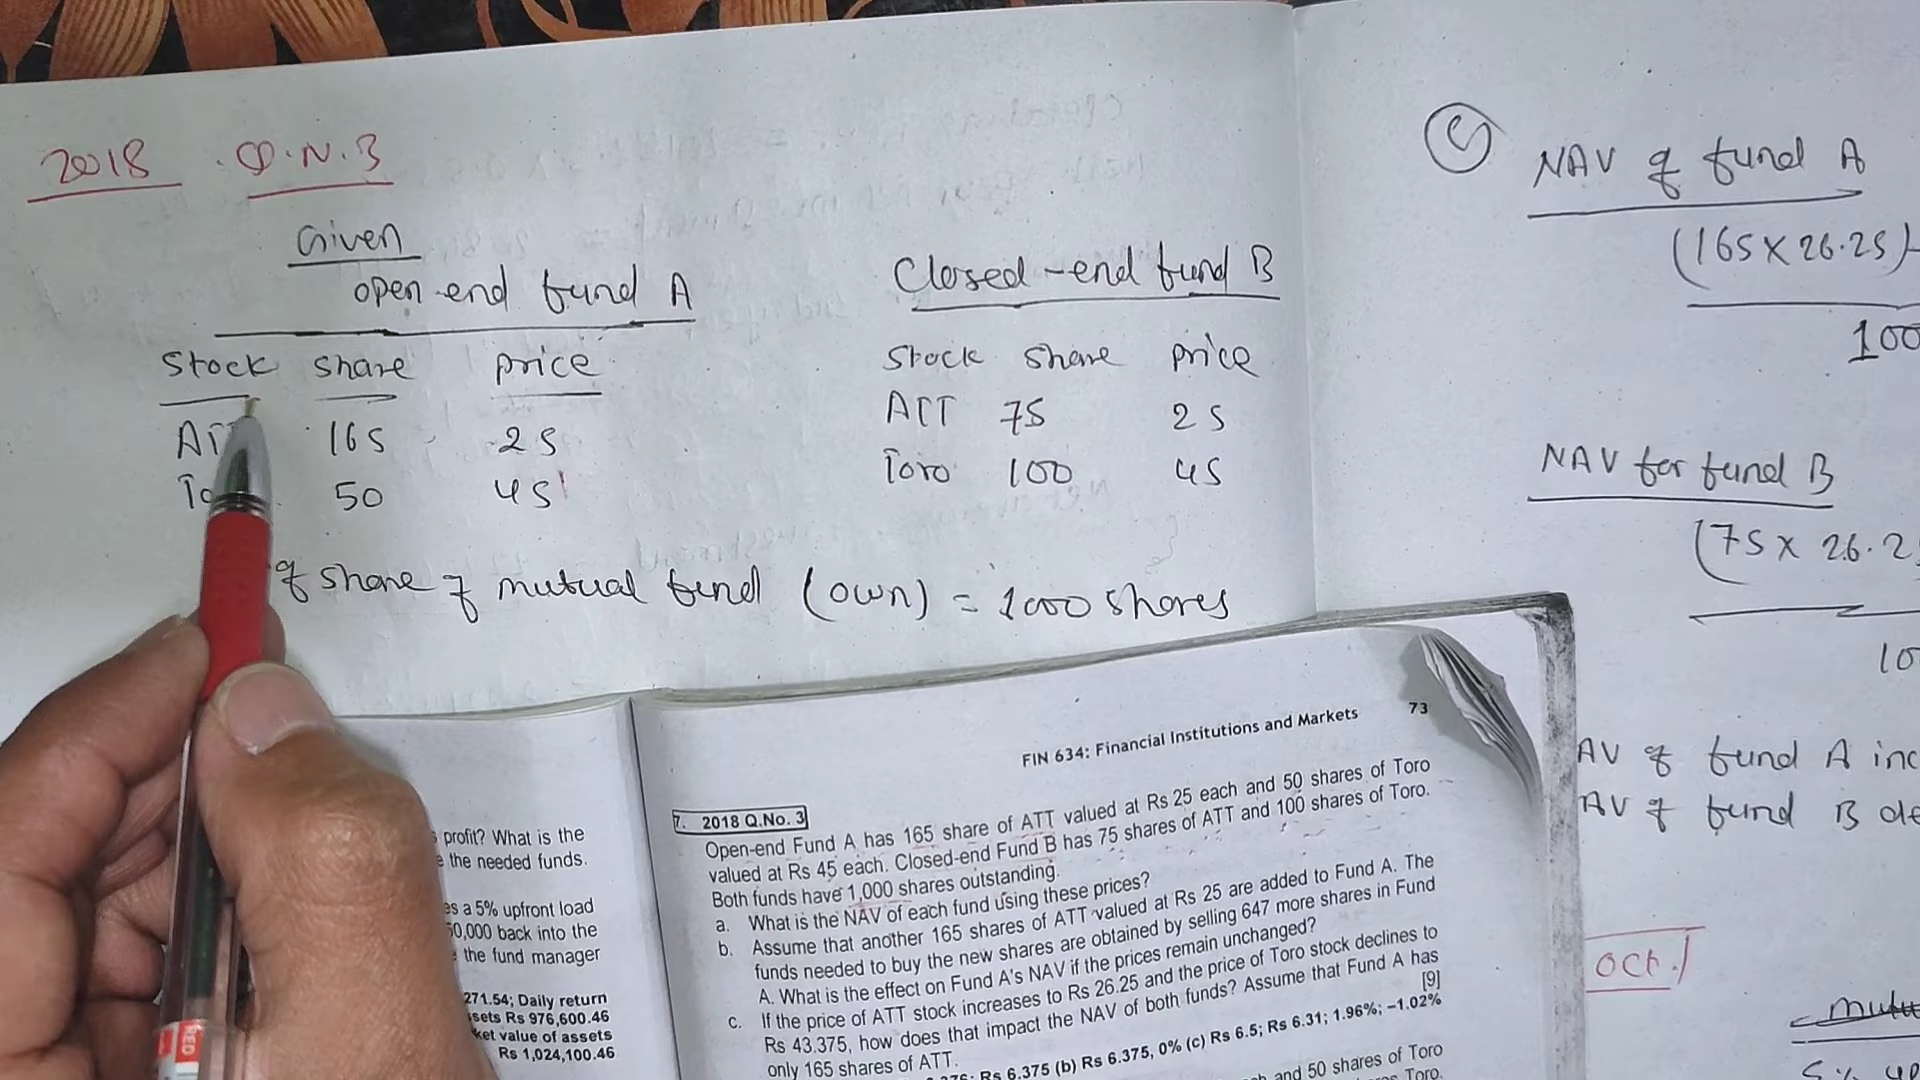 2018 Q.N.3
Given
open-end fund A
Stock share price
165 25
50 45
of share of mutual fund (own) = 1000 shares
Closed-end fund B
Stock share price
ATT 75 25
Toro 100 45
NAV of fund A
(165 x 26.25)
100
NAV for fund B
(75 x 26.2
10
AV of fund A inc
AV of fund B de
Oct.
profit? What is the
e the needed funds.
es a 5% upfront load
50,000 back into the
the fund manager
271.54; Daily return
sets Rs 976,600.46
ket value of assets
Rs 1,024,100.46
FIN 634: Financial Institutions and Markets 73
7. 2018 Q.No. 3
Open-end Fund A has 165 share of ATT valued at Rs 25 each and 50 shares of Toro
valued at Rs 45 each. Closed-end Fund B has 75 shares of ATT and 100 shares of Toro.
Both funds have 1,000 shares outstanding.
a. What is the NAV of each fund using these prices?
b. Assume that another 165 shares of ATT valued at Rs 25 are added to Fund A. The
funds needed to buy the new shares are obtained by selling 647 more shares in Fund
A. What is the effect on Fund A's NAV if the prices remain unchanged?
c. If the price of ATT stock increases to Rs 26.25 and the price of Toro stock declines to
Rs 43.375, how does that impact the NAV of both funds? Assume that Fund A has
only 165 shares of ATT. [9]
Rs 6.375 (b) Rs 6.375, 0% (c) Rs 6.5; Rs 6.31; 1.96%; –1.02%
and 50 shares of Toro
Toro.